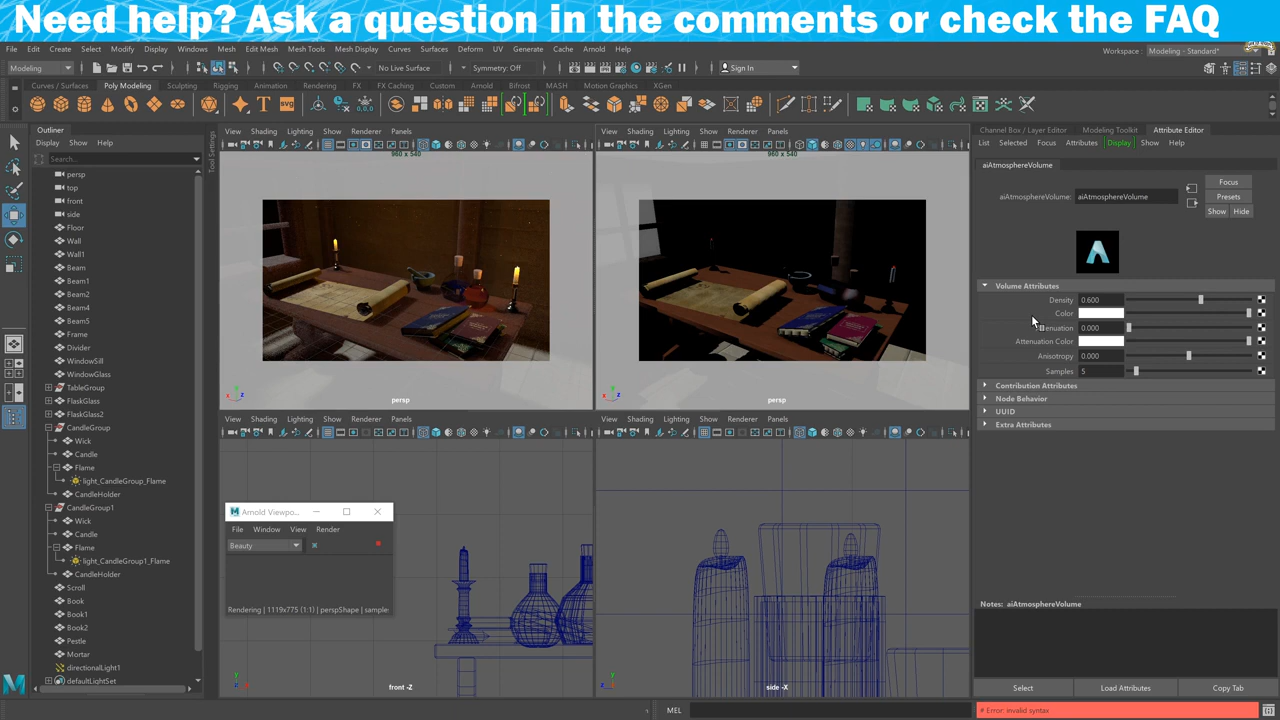 Need help? Ask a question in the comments or check the FAQ
File Edit Create Select Modify Display Windows Mesh Edit Mesh Mesh Tools Mesh Display Curves Surfaces Deform UV Generate Cache Arnold Help
Workspace : Modeling - Standard*
Modeling
No Live Surface
Symmetry: Off
Sign In
Curves / Surfaces Poly Modeling Sculpting Rigging Animation Rendering FX FX Caching Custom Arnold Bifrost MASH Motion Graphics XGen
SVG
Outliner
Display Show Help
Search...
persp
top
front
side
Floor
Wall
Wall1
Beam
Beam1
Beam2
Beam4
Beam5
Frame
Divider
WindowSill
WindowGlass
TableGroup
FlaskGlass
FlaskGlass2
CandleGroup
Wick
Candle
Flame
light_CandleGroup_Flame
CandleHolder
CandleGroup1
Wick
Candle
Flame
light_CandleGroup1_Flame
CandleHolder
Scroll
Book
Book1
Book2
Pestle
Mortar
directionalLight1
defaultLightSet
Tool Settings
View Shading Lighting Show Renderer Panels
960 x 540
persp
View Shading Lighting Show Renderer Panels
960 x 540
persp
View Shading Lighting Show Renderer Panels
front -Z
View Shading Lighting Show Renderer Panels
side -X
Arnold Viewpo...
File Window View Render
Beauty
Rendering | 1119x775 (1:1) | perspShape | sample
Channel Box / Layer Editor Modeling Toolkit Attribute Editor
List Selected Focus Attributes Display Show Help
aiAtmosphereVolume
aiAtmosphereVolume: aiAtmosphereVolume
Focus
Presets
Show Hide
Volume Attributes
Density 0.600
Color
Attenuation 0.000
Attenuation Color
Anisotropy 0.000
Samples 5
Contribution Attributes
Node Behavior
UUID
Extra Attributes
Notes: aiAtmosphereVolume
Select Load Attributes Copy Tab
MEL
# Error: invalid syntax